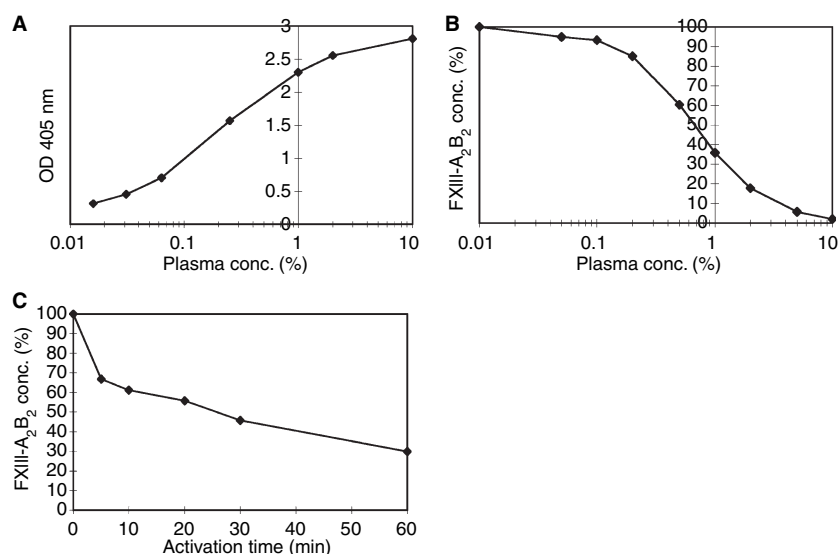 A
OD 405 nm
3
2.5
2
1.5
1
0.5
0
0.01 0.1 1 10
Plasma conc. (%)
B
FXIII-A₂B₂ conc. (%)
100
90
80
70
60
50
40
30
20
10
0
0.01 0.1 1 10
Plasma conc. (%)
C
FXIII-A₂B₂ conc. (%)
100
90
80
70
60
50
40
30
20
10
0
0 10 20 30 40 50 60
Activation time (min)